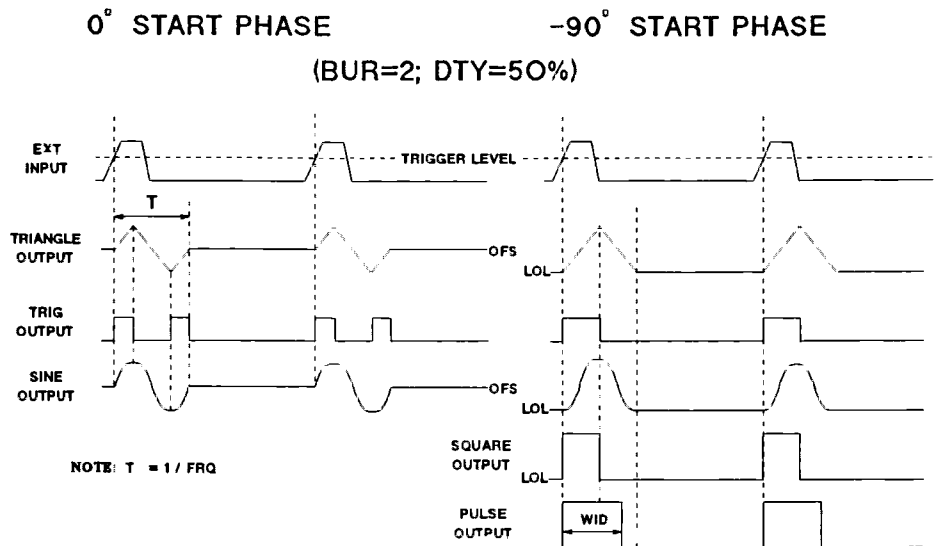 0° START PHASE
-90° START PHASE
(BUR=2; DTY=50%)
EXT
INPUT
TRIGGER LEVEL
T
TRIANGLE
OUTPUT
OFS
LOL
TRIG
OUTPUT
SINE
OUTPUT
OFS
LOL
SQUARE
OUTPUT
LOL
NOTE: T = 1 / FRQ
PULSE
OUTPUT
WID